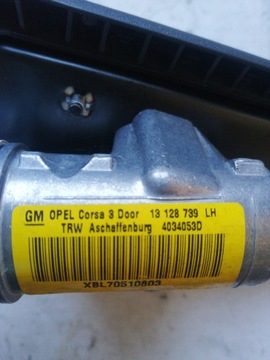 GM OPEL Corsa 3 Door 13 128 739 LH
TRW Aschaffenburg 4034053D
XBL70510803